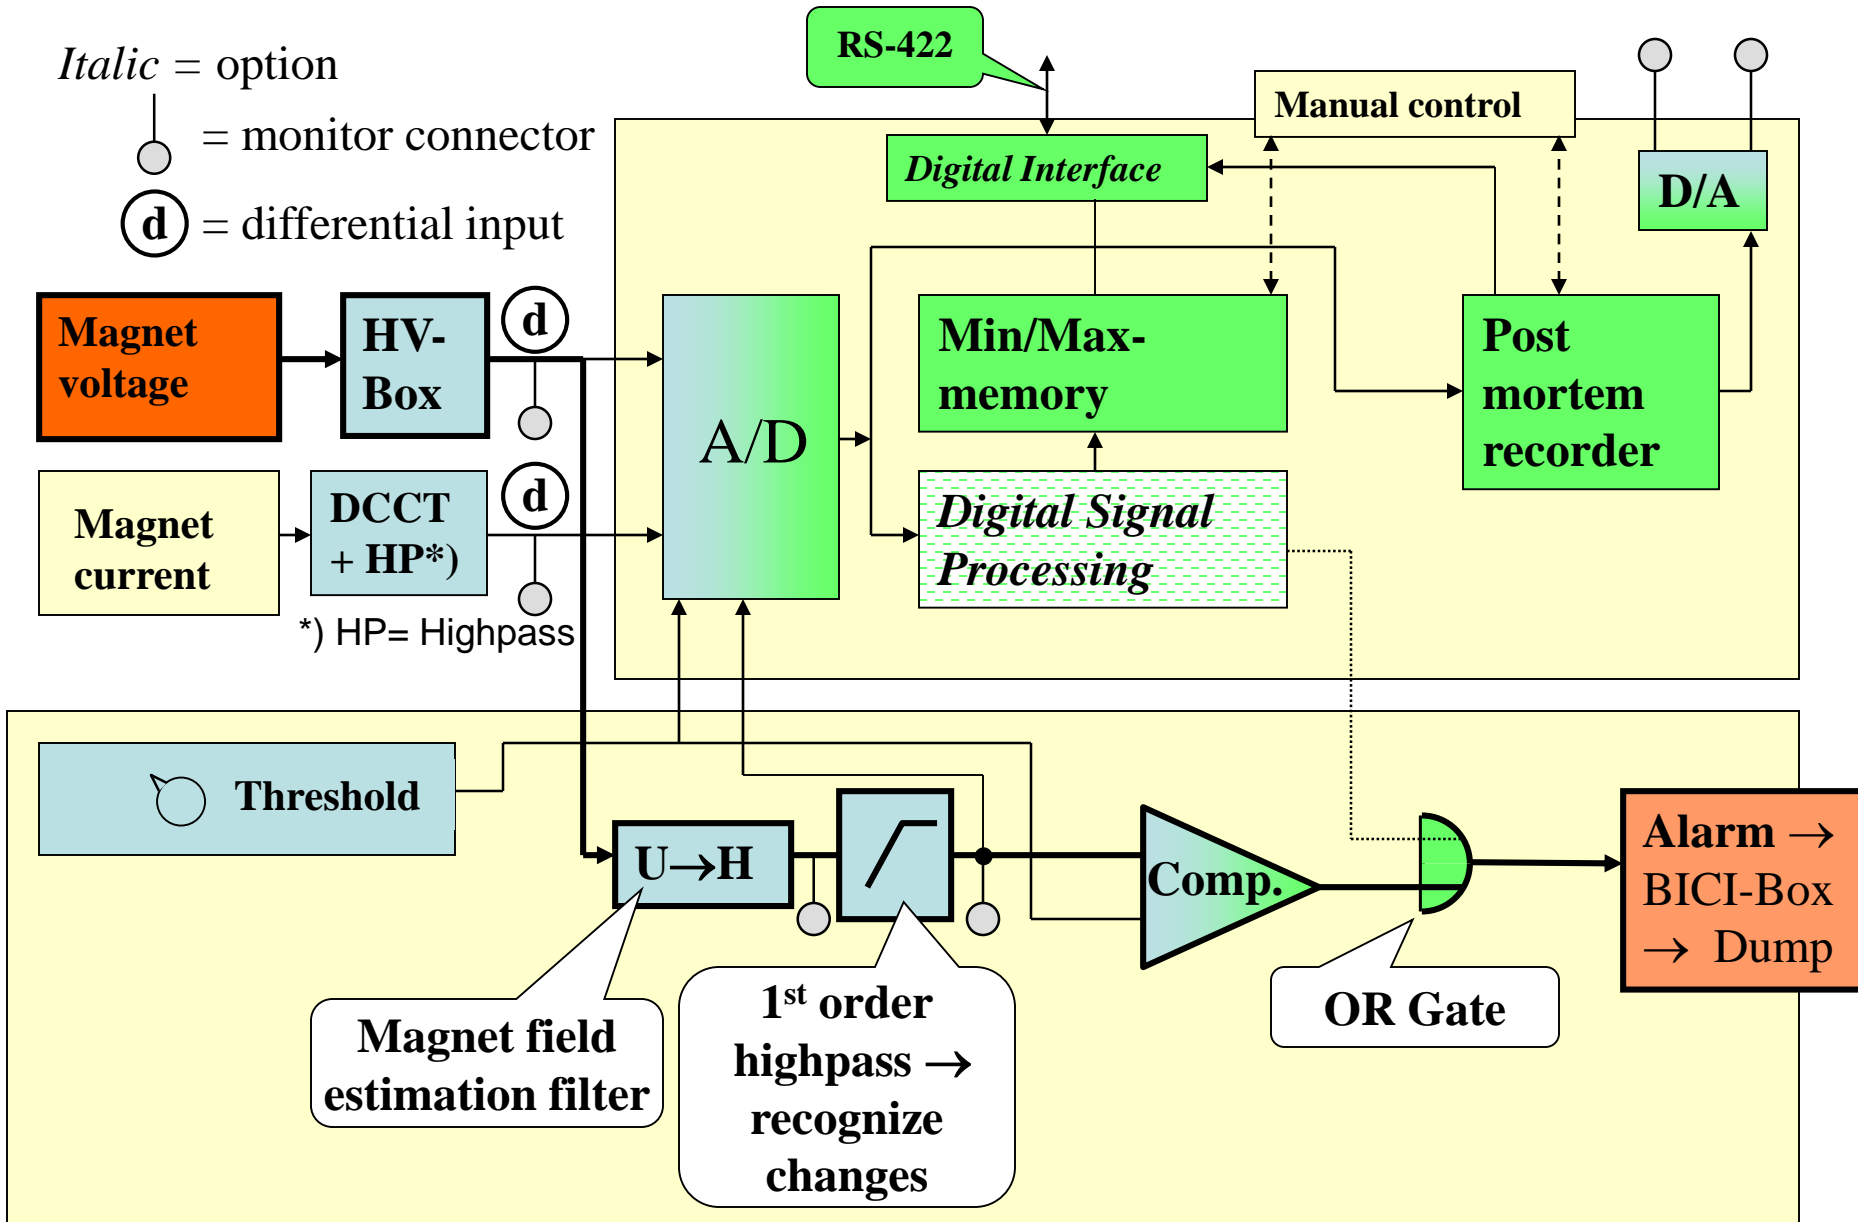 Italic = option
= monitor connector
d = differential input
RS-422
Manual control
Digital Interface
D/A
Magnet
voltage
HV-
Box
d
A/D
Min/Max-
memory
Post
mortem
recorder
Magnet
current
DCCT
+ HP*)
d
Digital Signal
Processing
*) HP= Highpass
Threshold
U→H
Comp.
Alarm →
BICI-Box
→ Dump
Magnet field
estimation filter
1st order
highpass →
recognize
changes
OR Gate